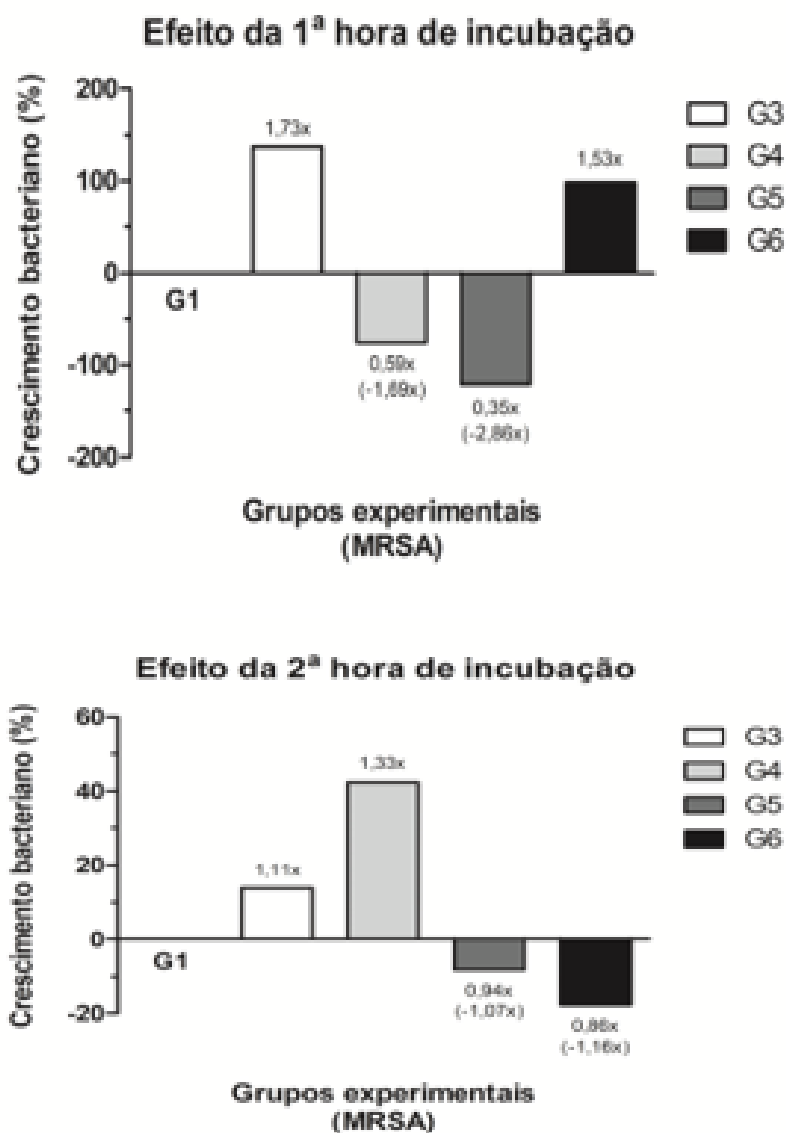 Efeito da 1ª hora de incubação
Crescimento bacteriano (%)
200
100
0
-100
-200
1,73x
G1
0,59x
(-1,69x)
0,35x
(-2,86x)
1,53x
G3
G4
G5
G6
Grupos experimentais
(MRSA)
Efeito da 2ª hora de incubação
Crescimento bacteriano (%)
60
40
20
0
-20
1,11x
G1
1,33x
0,94x
(-1,07x)
0,86x
(-1,16x)
G3
G4
G5
G6
Grupos experimentais
(MRSA)